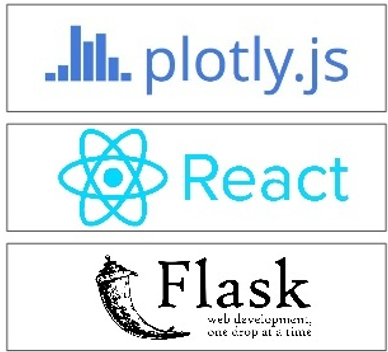 plotly.js
React
Flask
web development,
one drop at a time